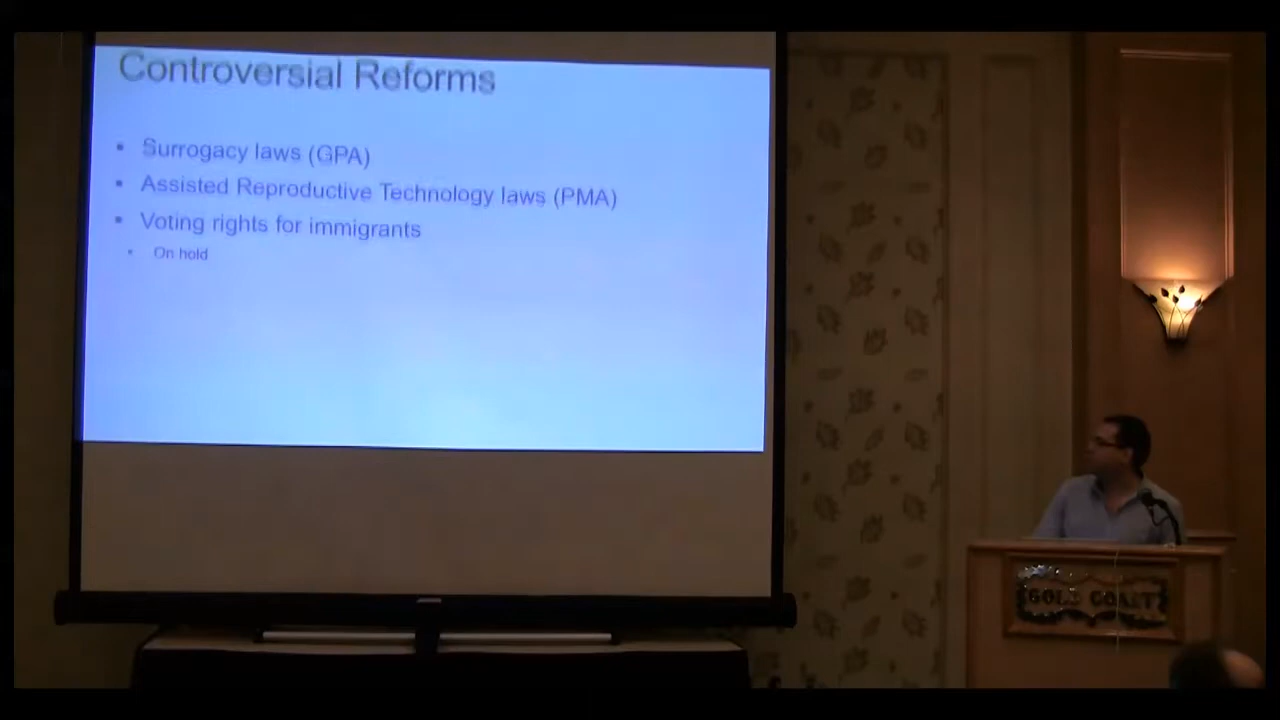 Controversial Reforms
• Surrogacy laws (GPA)
• Assisted Reproductive Technology laws (PMA)
• Voting rights for immigrants
• On hold
GOLD COAST